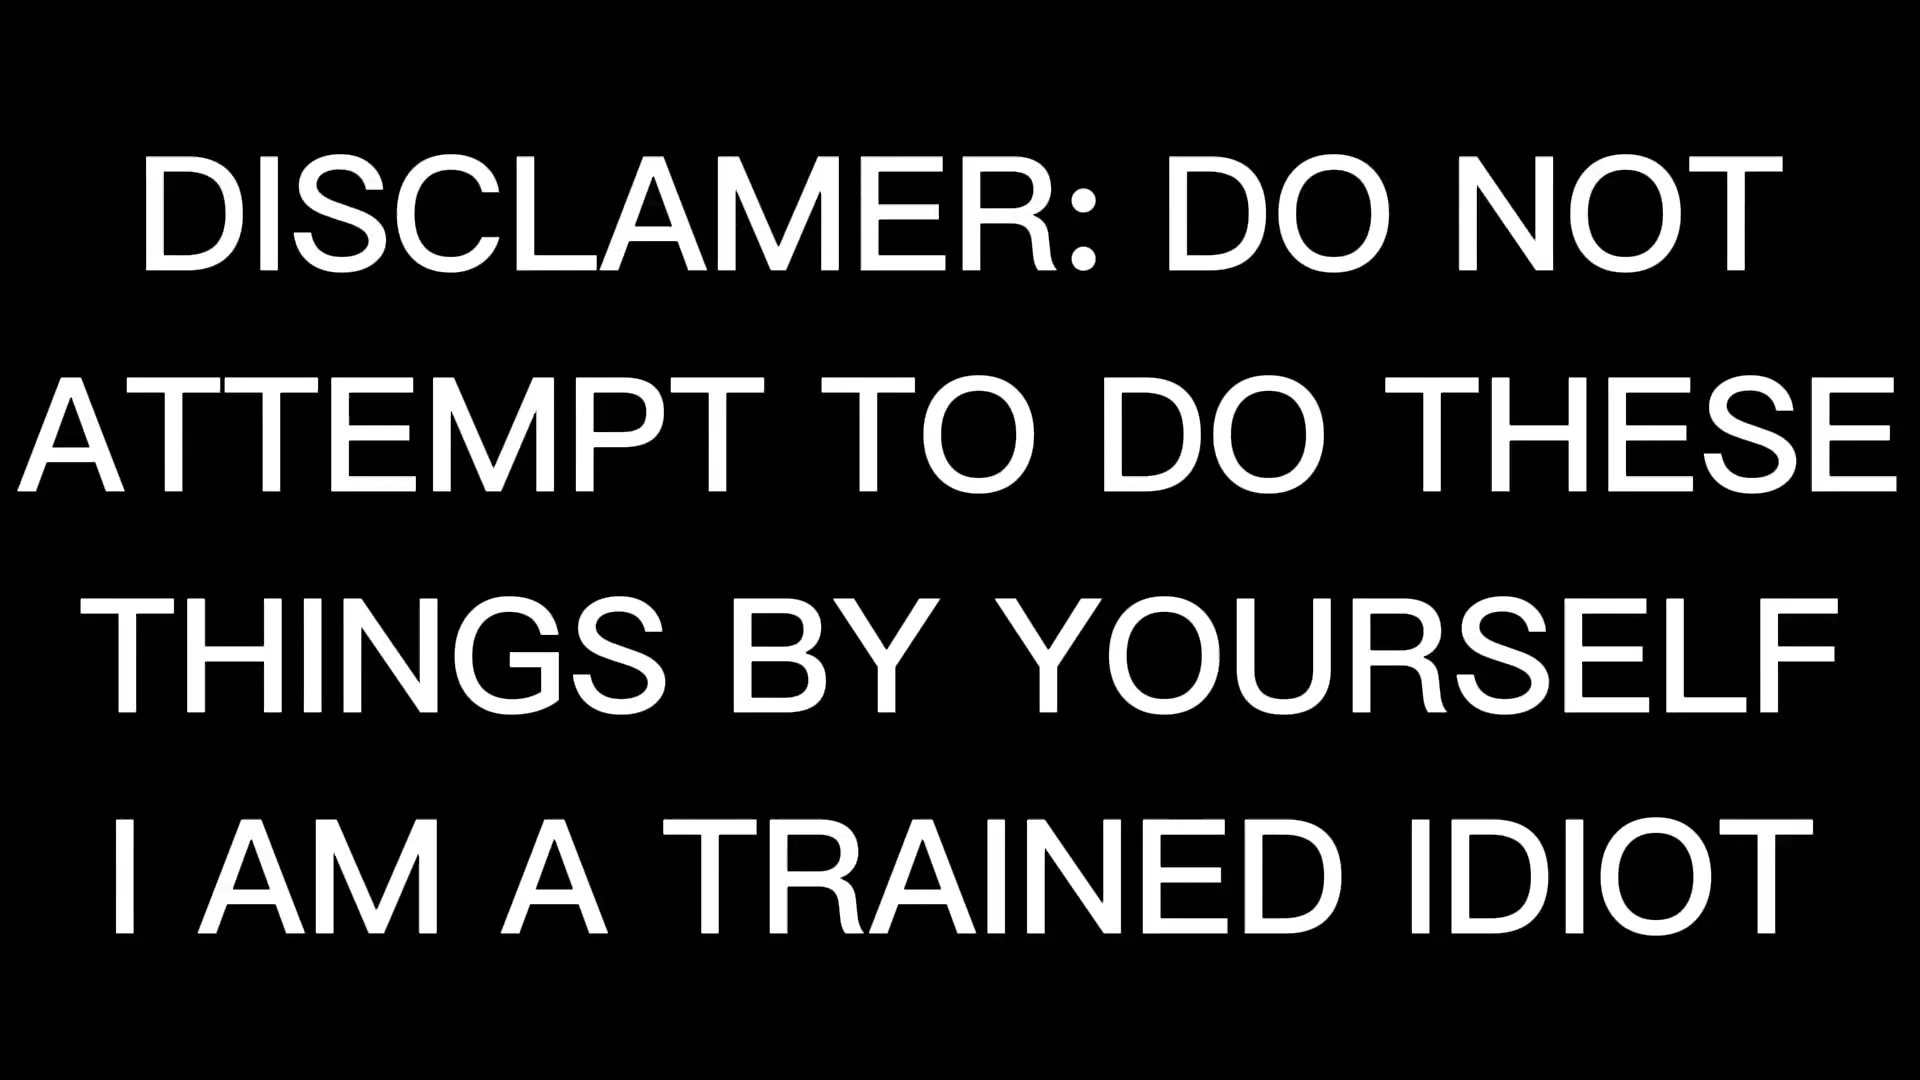 DISCLAMER: DO NOT
ATTEMPT TO DO THESE
THINGS BY YOURSELF
I AM A TRAINED IDIOT